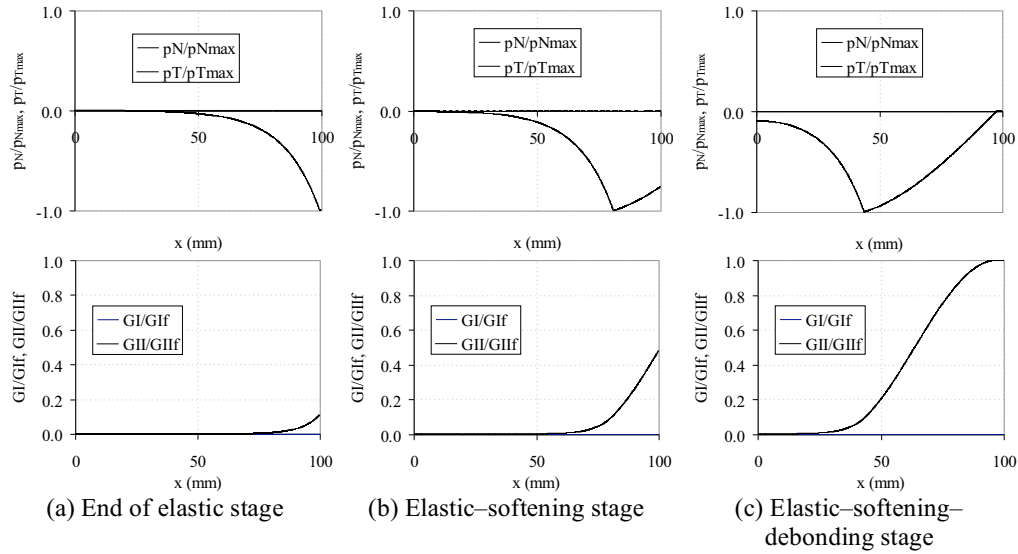 pN/pNmax, pT/pTmax
1.0
0.0
-1.0
0
50
100
pN/pNmax
pT/pTmax
x (mm)
1.0
0.0
-1.0
0
50
100
pN/pNmax
pT/pTmax
x (mm)
pN/pNmax, pT/pTmax
1.0
0.0
-1.0
0
50
100
pN/pNmax
pT/pTmax
x (mm)
pN/pNmax, pT/pTmax
GI/GIf, GII/GIIf
1.0
0.8
0.6
0.4
0.2
0.0
0
50
100
GI/GIf
GII/GIIf
x (mm)
(a) End of elastic stage
GI/GIf, GII/GIIf
1.0
0.8
0.6
0.4
0.2
0.0
0
50
100
GI/GIf
GII/GIIf
x (mm)
(b) Elastic–softening stage
GI/GIf, GII/GIIf
1.0
0.8
0.6
0.4
0.2
0.0
0
50
100
GI/GIf
GII/GIIf
x (mm)
(c) Elastic–softening–
debonding stage